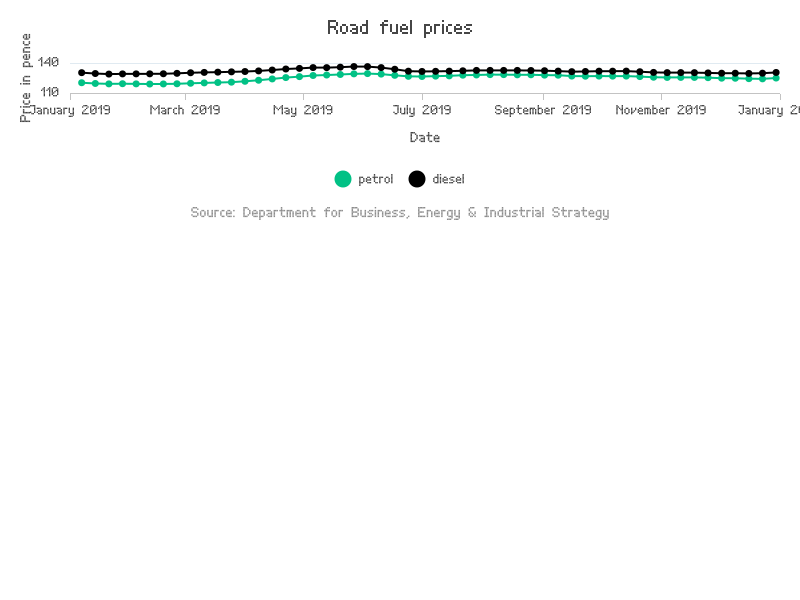 Road fuel prices
Price in pence
140
110
January 2019 March 2019 May 2019 July 2019 September 2019 November 2019 January 20
Date
petrol diesel
Source: Department for Business, Energy & Industrial Strategy